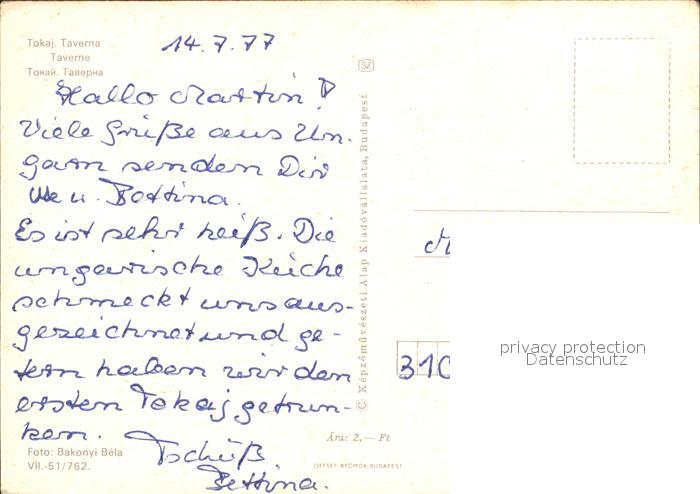 Tokaj. Taverna
Taverne
Токай. Таверна
14.7.77
Hallo Martin!
Viele Grüße aus Un-
garn senden Dir
Uwe u. Bettina.
Es ist sehr heiß. Die
ungarische Küche
schmeckt uns aus-
gezeichnet und ge-
stern haben wir den
ersten Tokaj getrun-
ken. Tschüß
Bettina.
Foto: Bakonyi Béla
VII.-51/762.
SZ
© Képzőművészeti Alap Kiadóvállalata, Budapest
Ára: 2,— Ft
OFFSET-NYOMDA, BUDAPEST
310
privacy protection
Datenschutz